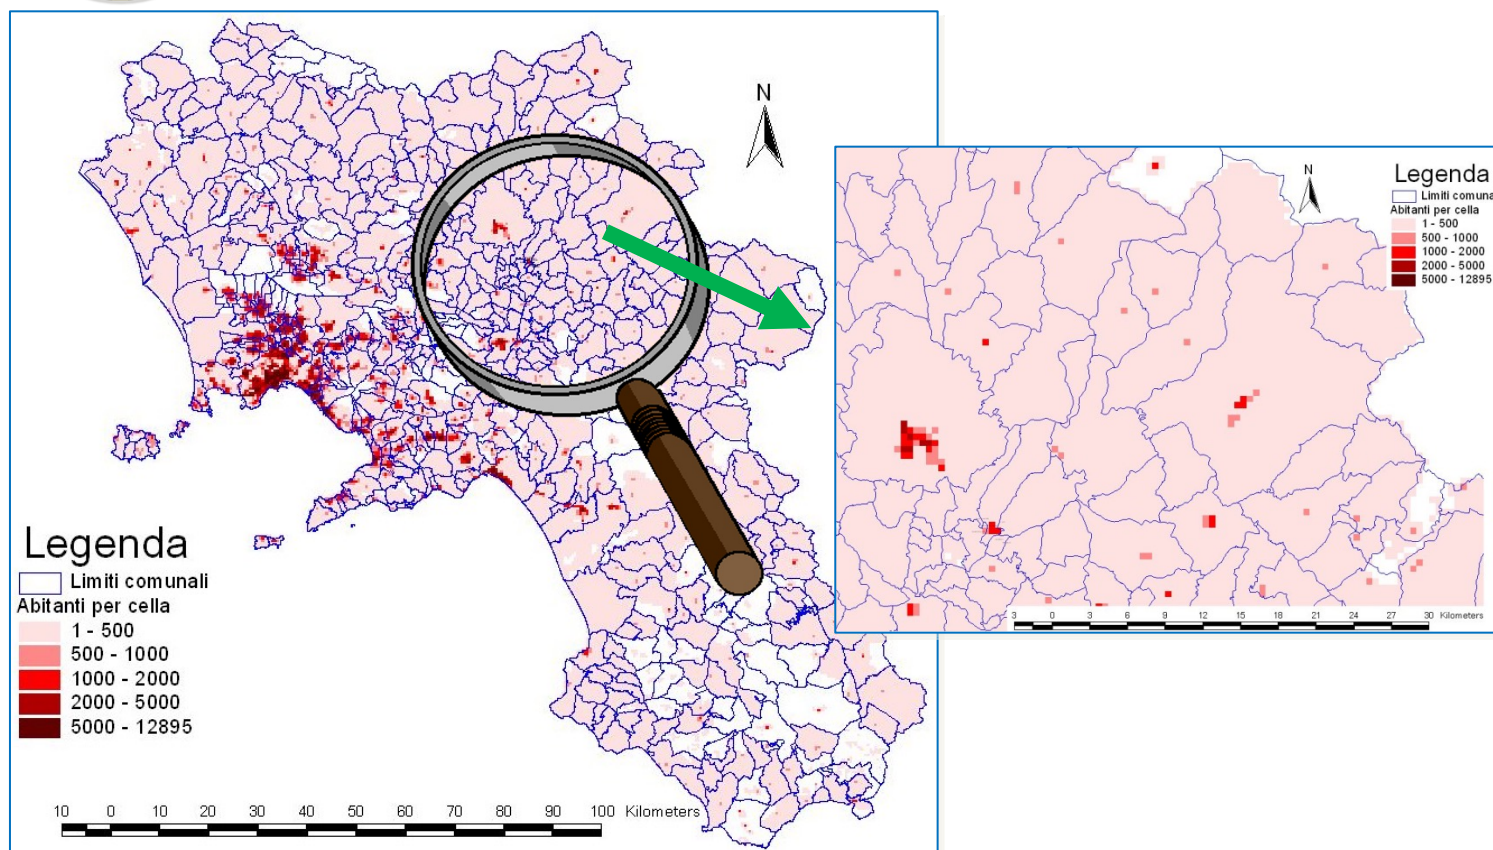 N
Legenda
Limiti comunali
Abitanti per cella
1 - 500
500 - 1000
1000 - 2000
2000 - 5000
5000 - 12895
10 0 10 20 30 40 50 60 70 80 90 100 Kilometers
N
Legenda
Limiti comuna
Abitanti per cella
1 - 500
500 - 1000
1000 - 2000
2000 - 5000
5000 - 12895
3 0 3 6 9 12 15 18 21 24 27 30 Kilometers